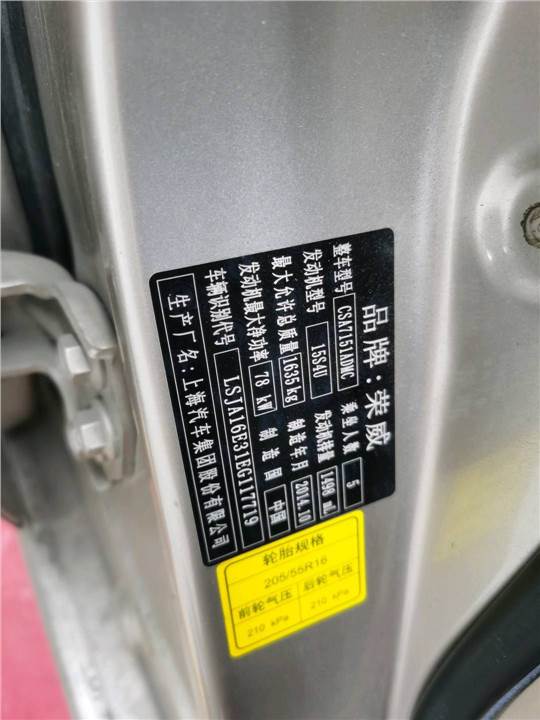 品牌:荣威
整车型号 CSA7151ADMC 乘坐人数 5
发动机型号 15S4U 发动机排量 1498 mL
最大允许总质量 1635kg 制造年月 2014.10
发动机最大净功率 78 kW 制造国 中国
车辆识别代号 LSJA16E31EG117719
生产厂名:上海汽车集团股份有限公司
轮胎规格
205/55R16
前轮气压 后轮气压
210 kPa 210 kPa